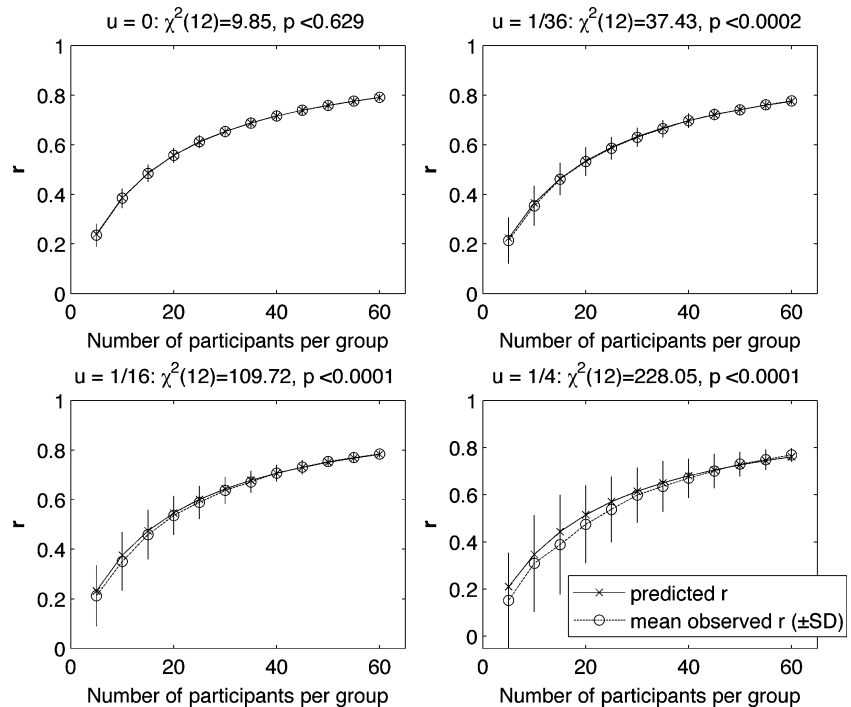 u = 0: χ²(12)=9.85, p <0.629
1
0.8
0.6
0.4
0.2
0
r
0 20 40 60
Number of participants per group
u = 1/36: χ²(12)=37.43, p <0.0002
1
0.8
0.6
0.4
0.2
0
r
0 20 40 60
Number of participants per group
u = 1/16: χ²(12)=109.72, p <0.0001
1
0.8
0.6
0.4
0.2
0
r
0 20 40 60
Number of participants per group
u = 1/4: χ²(12)=228.05, p <0.0001
1
0.8
0.6
0.4
0.2
0
r
predicted r
mean observed r (±SD)
0 20 40 60
Number of participants per group